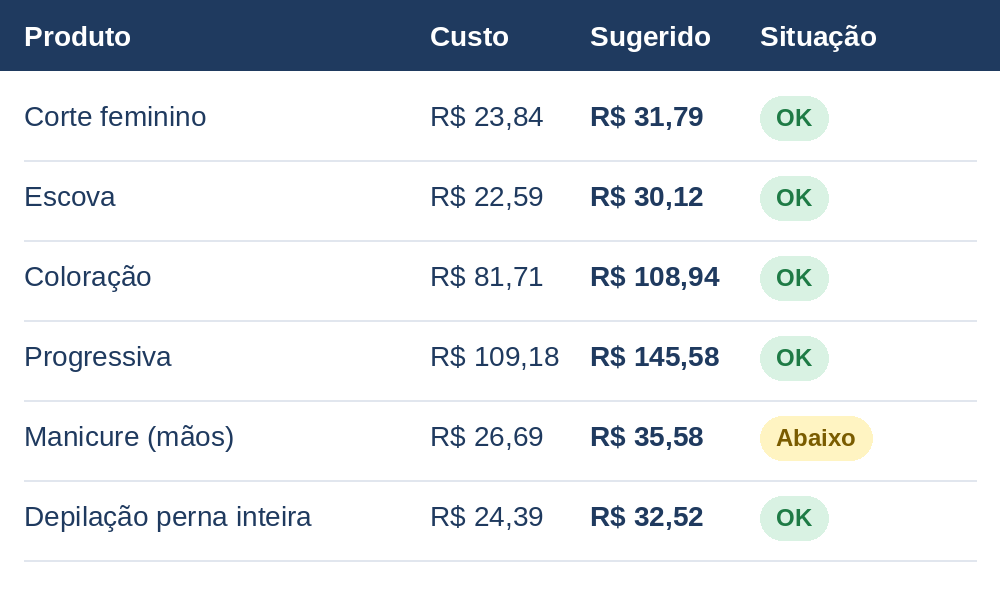 Produto Custo Sugerido Situação
Corte feminino R$ 23,84 R$ 31,79 OK
Escova R$ 22,59 R$ 30,12 OK
Coloração R$ 81,71 R$ 108,94 OK
Progressiva R$ 109,18 R$ 145,58 OK
Manicure (mãos) R$ 26,69 R$ 35,58 Abaixo
Depilação perna inteira R$ 24,39 R$ 32,52 OK